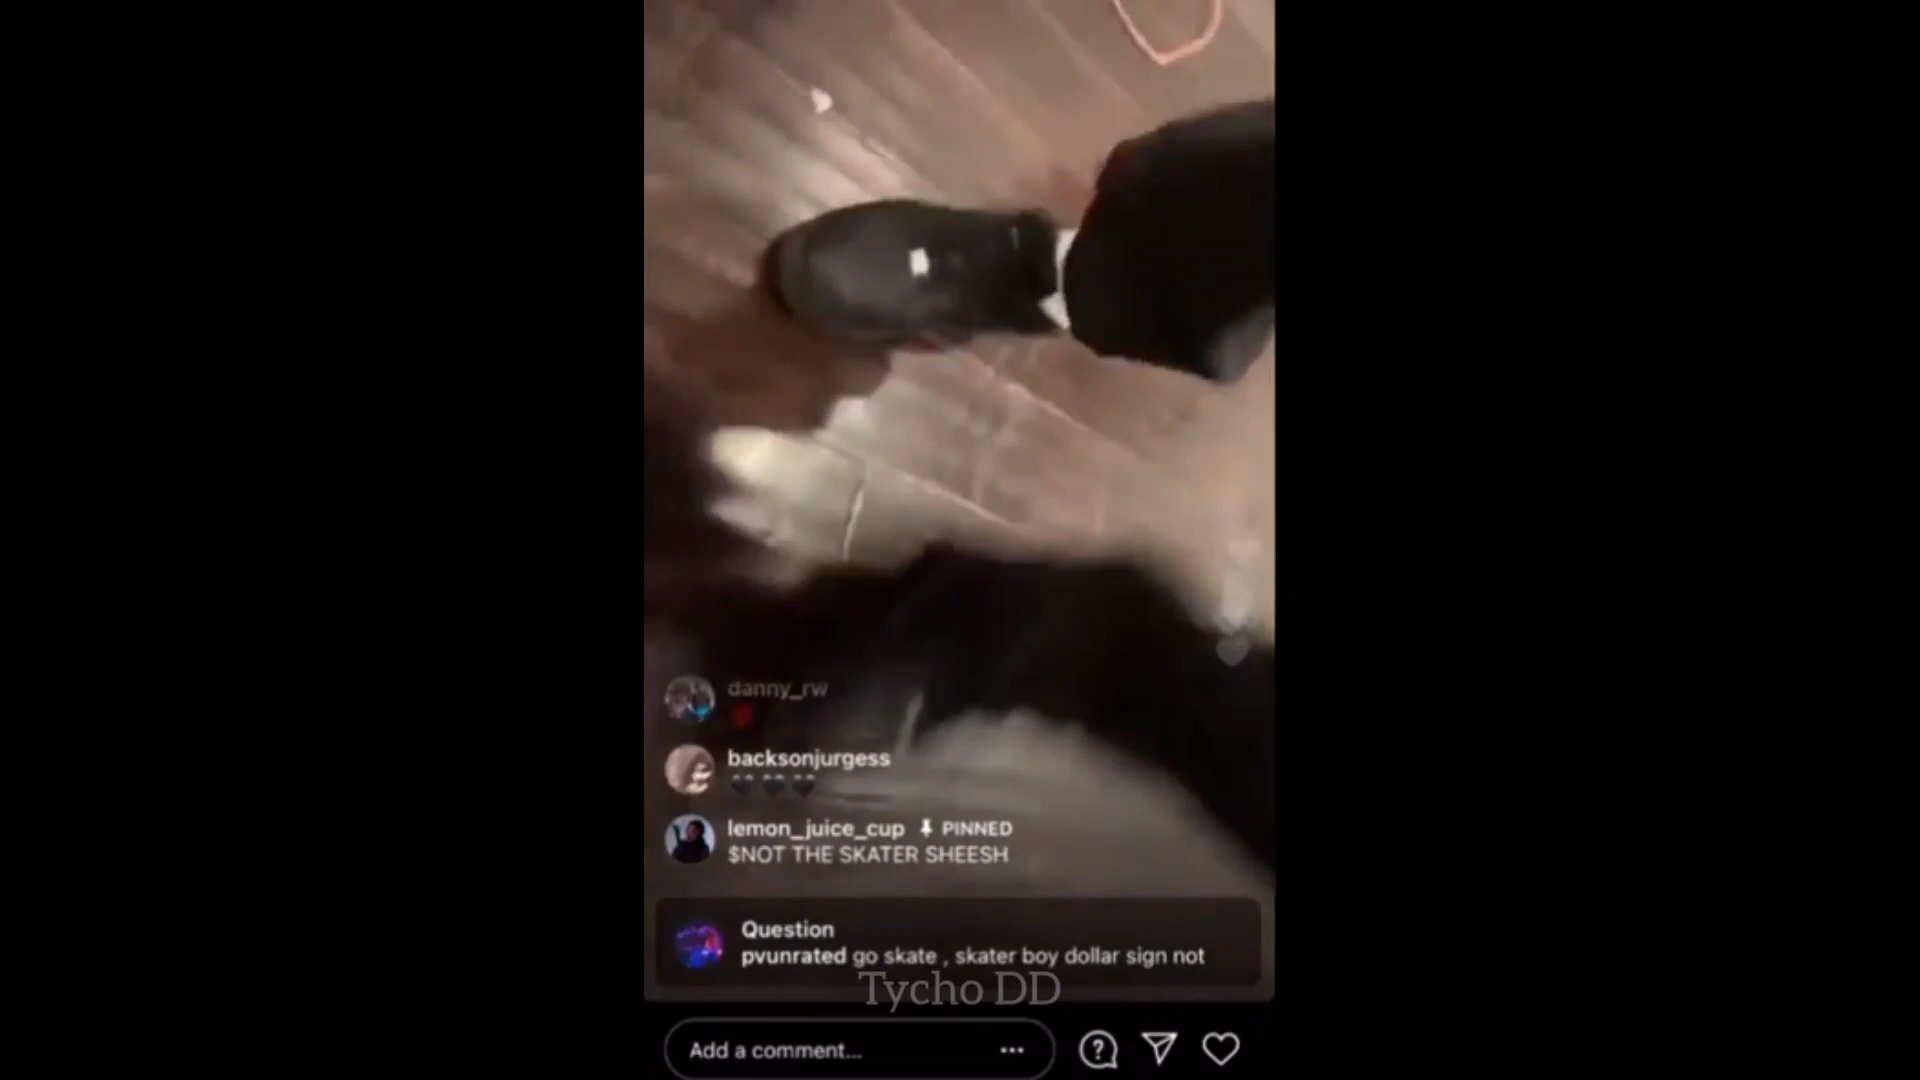 danny_rw
backsonjurgess
lemon_juice_cup PINNED
$NOT THE SKATER SHEESH
Question
pvunrated go skate , skater boy dollar sign not
Tycho DD
Add a comment...